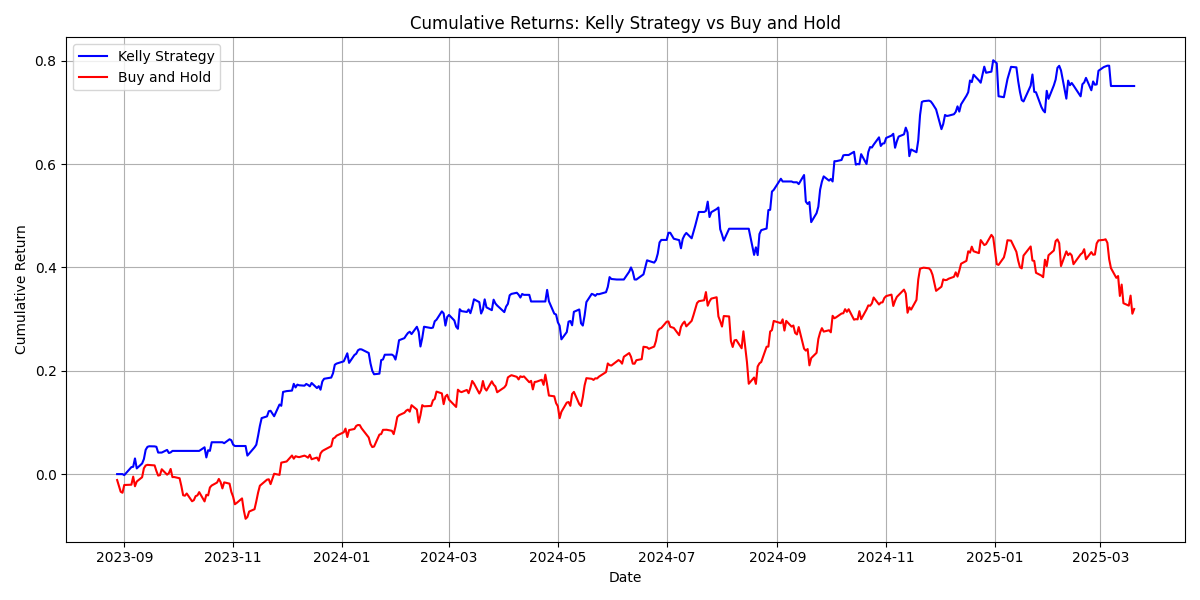 Cumulative Returns: Kelly Strategy vs Buy and Hold
Kelly Strategy
Buy and Hold
Cumulative Return
0.8
0.6
0.4
0.2
0.0
2023-09 2023-11 2024-01 2024-03 2024-05 2024-07 2024-09 2024-11 2025-01 2025-03
Date